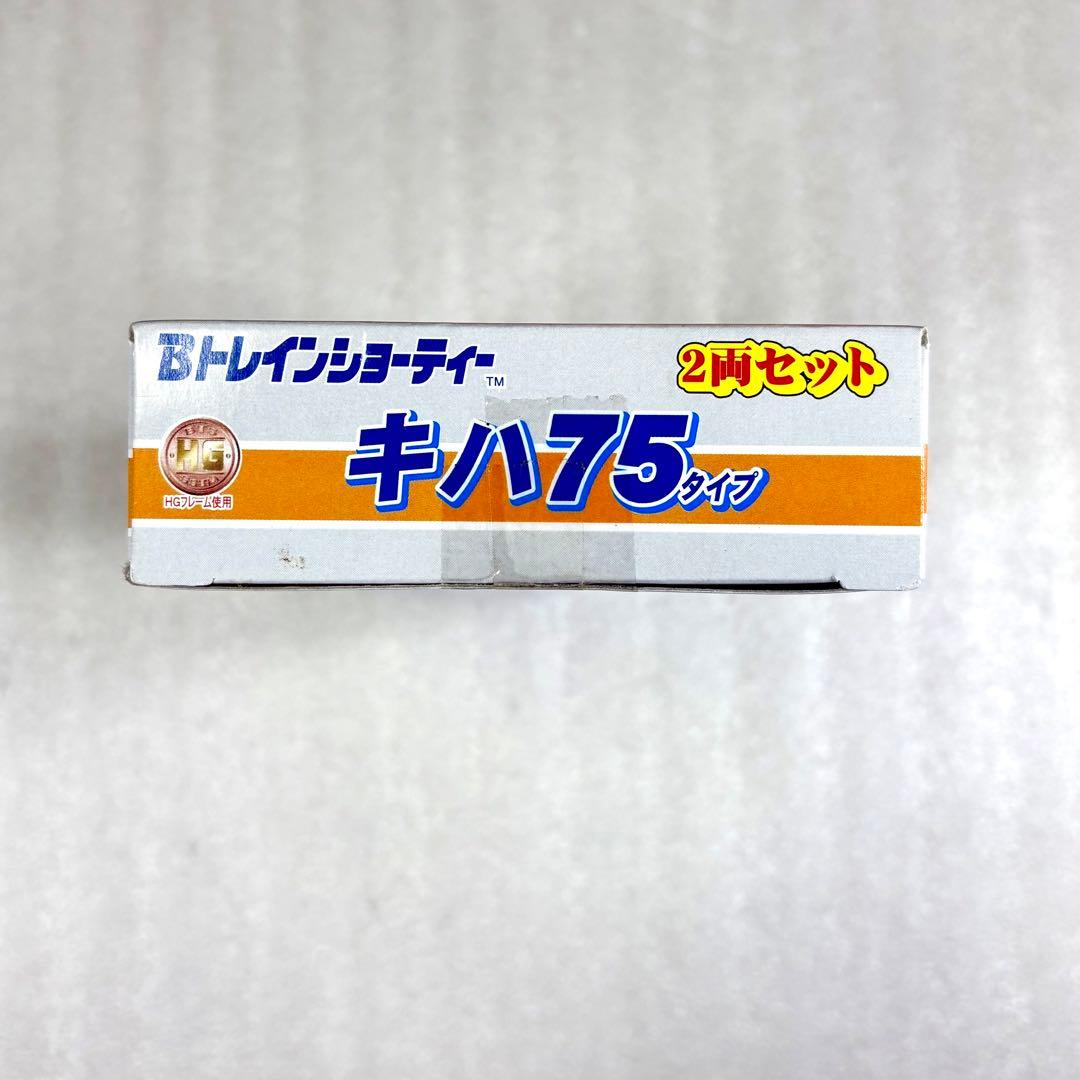 Bトレインショーティー™
2両セット
キハ75タイプ
HG
HGフレーム使用